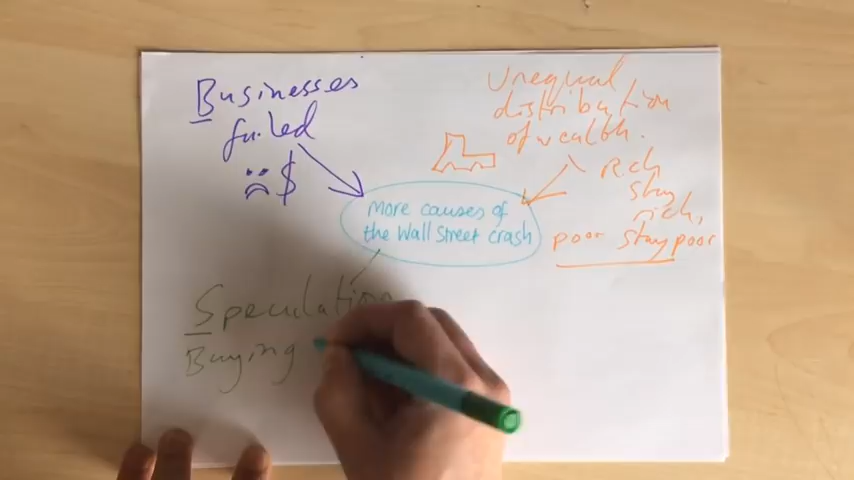 Businesses
failed
$
Unequal
distribution
of wealth.
Rich
stay
rich,
poor stay poor
More causes of
the Wall Street crash
Speculation
Buying